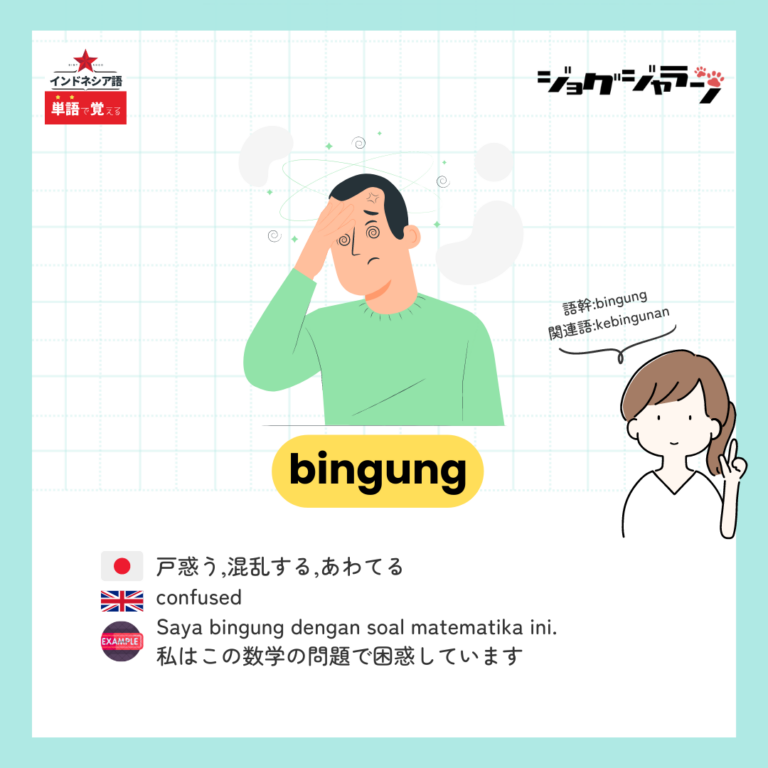 インドネシア語
単語で覚える
ジョグジャラーン
語幹:bingung
関連語:kebingunan
bingung
戸惑う,混乱する,あわてる
confused
EXAMPLE
Saya bingung dengan soal matematika ini.
私はこの数学の問題で困惑しています